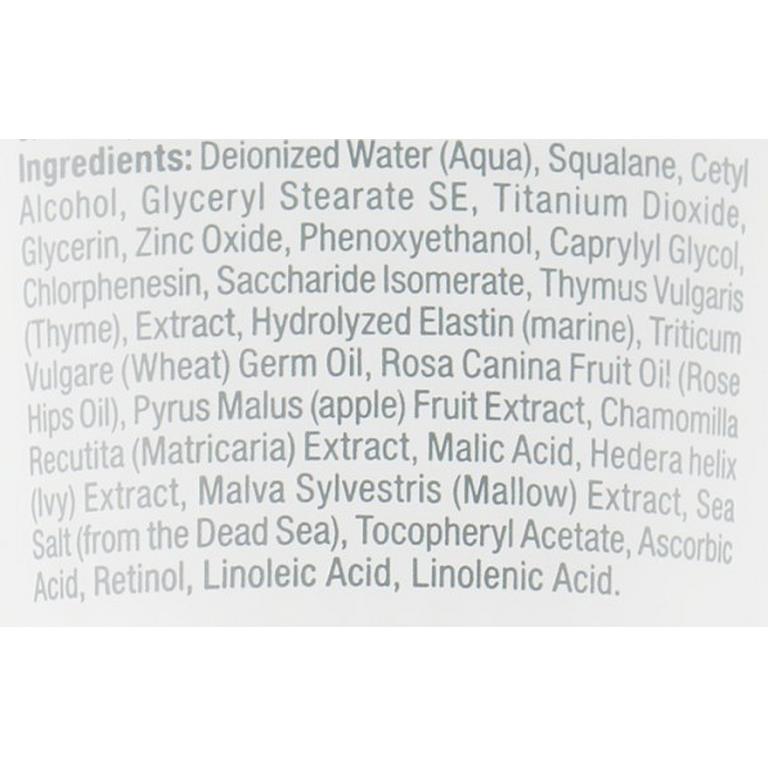 Ingredients: Deionized Water (Aqua), Squalane, Cetyl
Alcohol, Glyceryl Stearate SE, Titanium Dioxide,
Glycerin, Zinc Oxide, Phenoxyethanol, Caprylyl Glycol,
Chlorphenesin, Saccharide Isomerate, Thymus Vulgaris
(Thyme), Extract, Hydrolyzed Elastin (marine), Triticum
Vulgare (Wheat) Germ Oil, Rosa Canina Fruit Oil (Rose
Hips Oil), Pyrus Malus (apple) Fruit Extract, Chamomilla
Recutita (Matricaria) Extract, Malic Acid, Hedera helix
(Ivy) Extract, Malva Sylvestris (Mallow) Extract, Sea
Salt (from the Dead Sea), Tocopheryl Acetate, Ascorbic
Acid, Retinol, Linoleic Acid, Linolenic Acid.